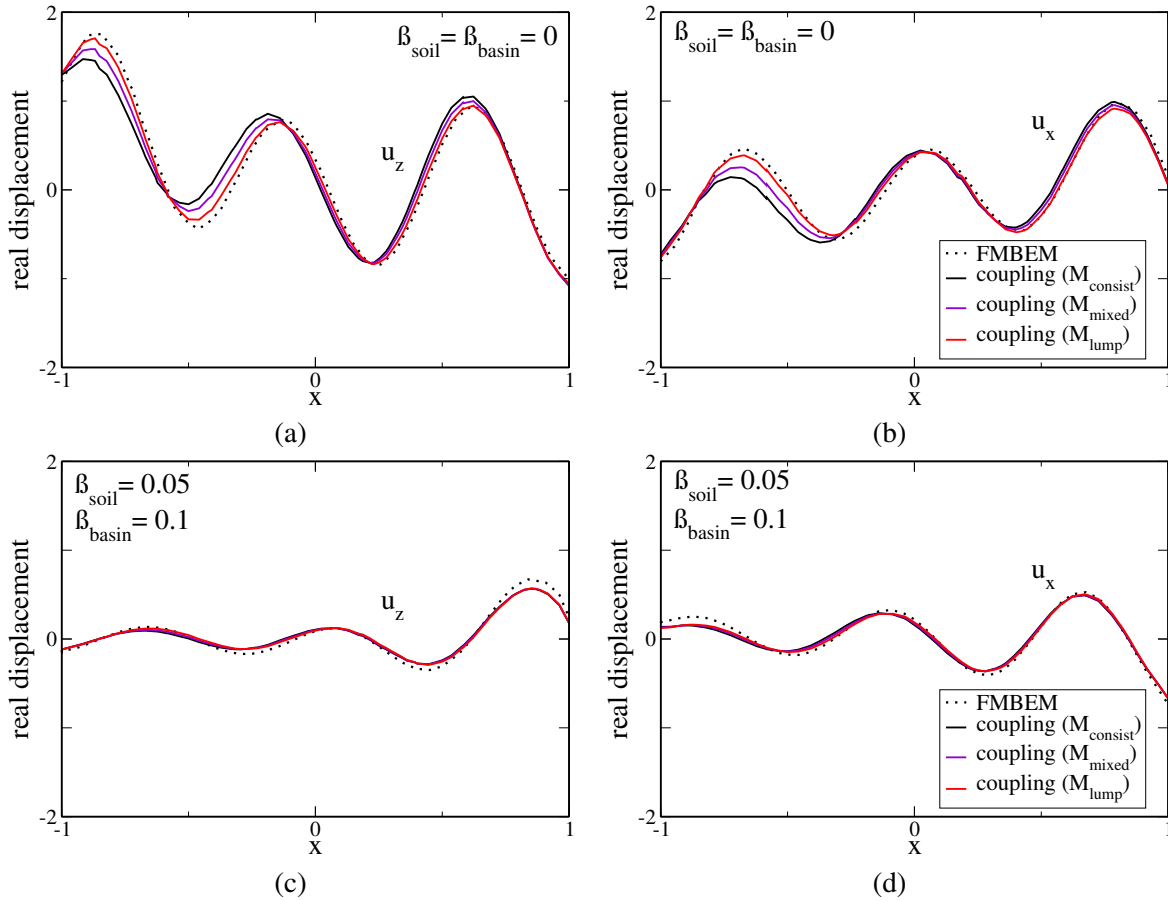 2
ß_soil = ß_basin = 0
u_z
real displacement
0
-2
-1
0
1
x
(a)
2
ß_soil = ß_basin = 0
u_x
real displacement
0
-2
-1
0
1
x
FMBEM
coupling (M_consist)
coupling (M_mixed)
coupling (M_lump)
(b)
2
ß_soil = 0.05
ß_basin = 0.1
u_z
real displacement
0
-2
-1
0
1
x
(c)
2
ß_soil = 0.05
ß_basin = 0.1
u_x
real displacement
0
-2
-1
0
1
x
FMBEM
coupling (M_consist)
coupling (M_mixed)
coupling (M_lump)
(d)